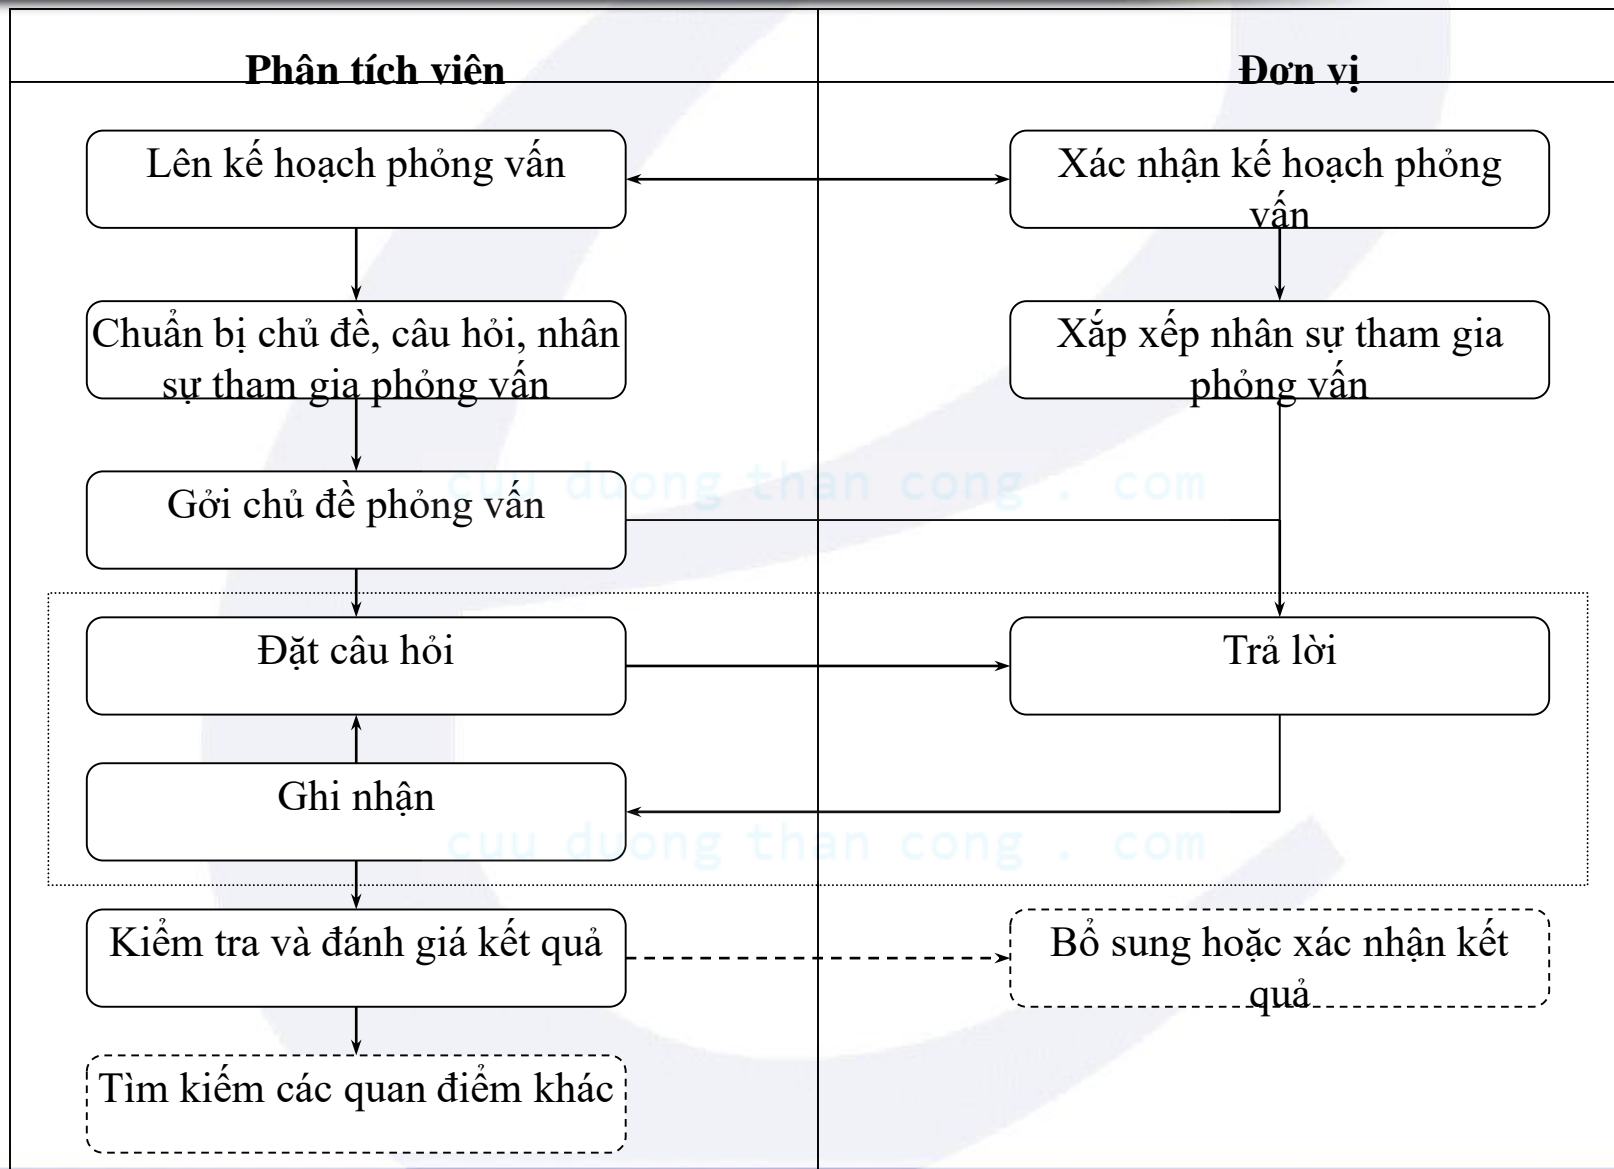 Phân tích viên
Đơn vị
Lên kế hoạch phỏng vấn
Xác nhận kế hoạch phỏng
vấn
Chuẩn bị chủ đề, câu hỏi, nhân
sự tham gia phỏng vấn
Xắp xếp nhân sự tham gia
phỏng vấn
cuu duong than cong . com
Gởi chủ đề phỏng vấn
Đặt câu hỏi
Trả lời
Ghi nhận
cuu duong than cong . com
Kiểm tra và đánh giá kết quả
Bổ sung hoặc xác nhận kết
quả
Tìm kiếm các quan điểm khác